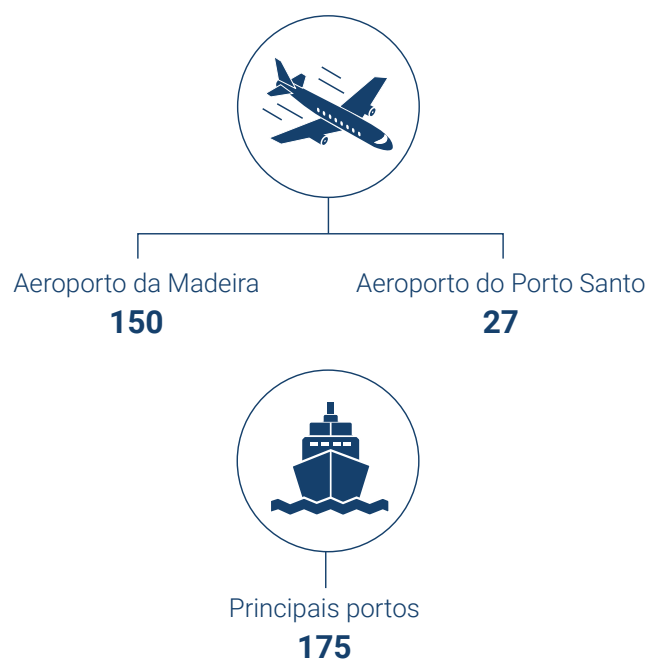 Aeroporto da Madeira
150
Aeroporto do Porto Santo
27
Principais portos
175